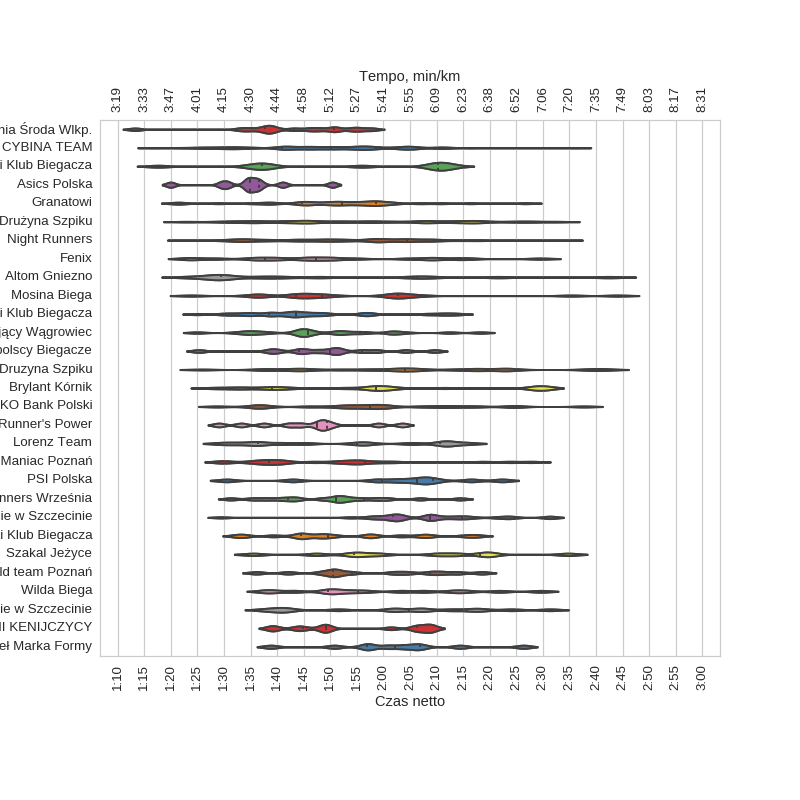 Tempo, min/km
3:19 3:33 3:47 4:01 4:15 4:30 4:44 4:58 5:12 5:27 5:41 5:55 6:09 6:23 6:38 6:52 7:06 7:20 7:35 7:49 8:03 8:17 8:31
nia Środa Wlkp.
CYBINA TEAM
i Klub Biegacza
Asics Polska
Granatowi
Drużyna Szpiku
Night Runners
Fenix
Altom Gniezno
Mosina Biega
i Klub Biegacza
jący Wągrowiec
polscy Biegacze
Druzyna Szpiku
Brylant Kórnik
KO Bank Polski
Runner's Power
Lorenz Team
Maniac Poznań
PSI Polska
nners Września
ie w Szczecinie
i Klub Biegacza
Szakal Jeżyce
ld team Poznań
Wilda Biega
ie w Szczecinie
II KENIJCZYCY
eł Marka Formy
1:10 1:15 1:20 1:25 1:30 1:35 1:40 1:45 1:50 1:55 2:00 2:05 2:10 2:15 2:20 2:25 2:30 2:35 2:40 2:45 2:50 2:55 3:00
Czas netto